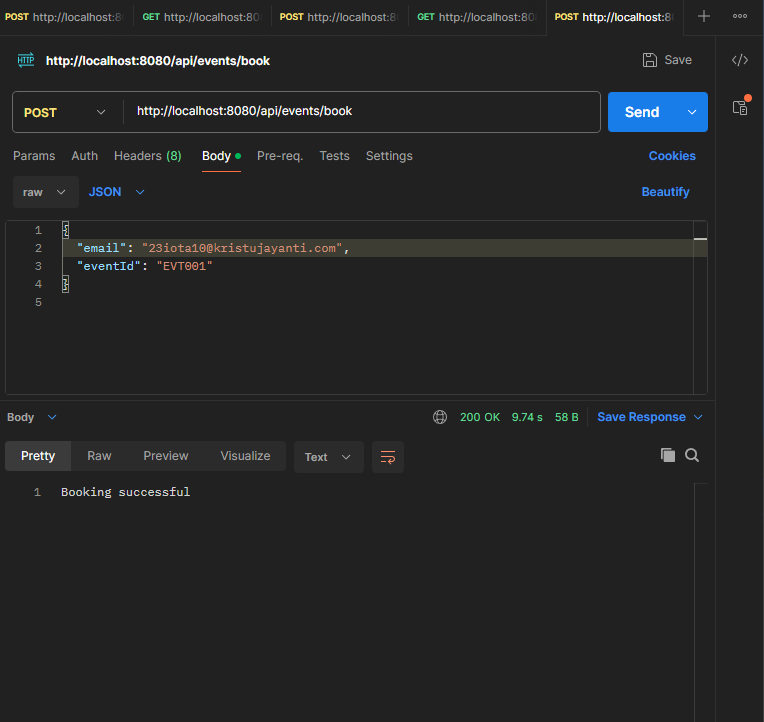 POST http://localhost:8 GET http://localhost:80 POST http://localhost:8 GET http://localhost:80 POST http://localhost:8
HTTP http://localhost:8080/api/events/book Save
POST http://localhost:8080/api/events/book Send
Params Auth Headers (8) Body Pre-req. Tests Settings Cookies
raw JSON Beautify
1 {
2 "email": "23iota10@kristujayanti.com",
3 "eventId": "EVT001"
4 }
5
Body 200 OK 9.74 s 58 B Save Response
Pretty Raw Preview Visualize Text
1 Booking successful